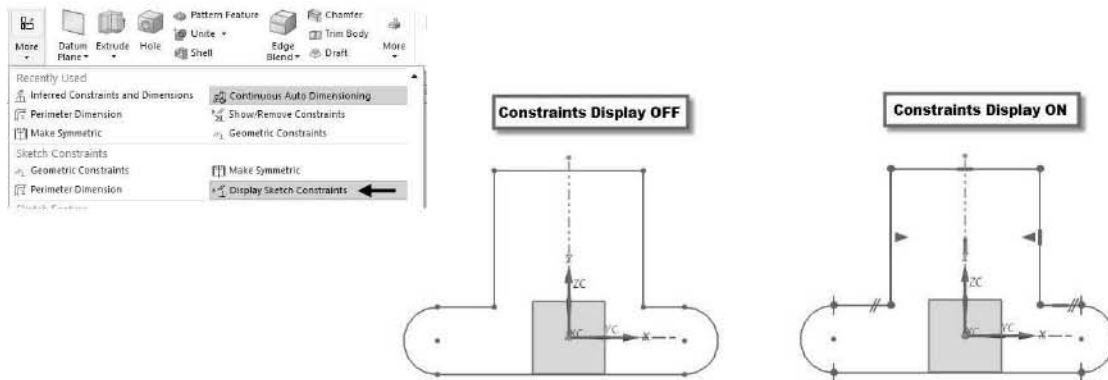 Pattern Feature
Unite
Shell
Chamfer
Trim Body
Draft
More
Datum Plane
Extrude
Hole
Edge Blend
More
Recently Used
Inferred Constraints and Dimensions
Continuous Auto Dimensioning
Perimeter Dimension
Show/Remove Constraints
Make Symmetric
Geometric Constraints
Sketch Constraints
Geometric Constraints
Make Symmetric
Perimeter Dimension
Display Sketch Constraints
Constraints Display OFF
Constraints Display ON
Y
ZC
YC
X
XC
ZC
YC
X
XC